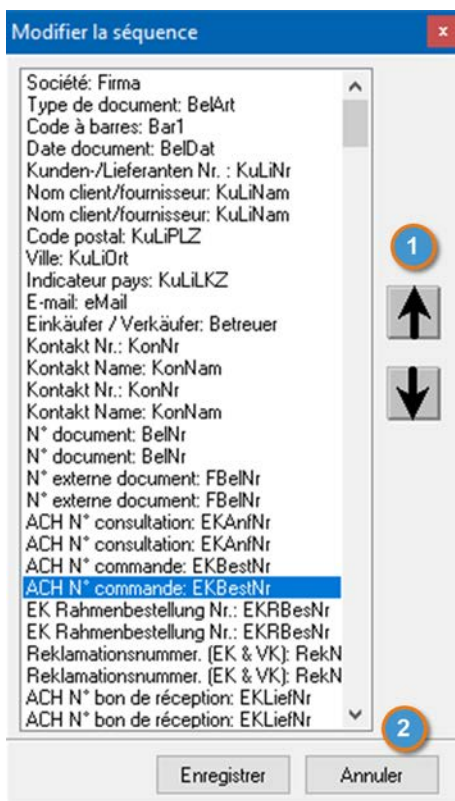 Modifier la séquence
x
Société: Firma
Type de document: BelArt
Code à barres: Bar1
Date document: BelDat
Kunden-/Lieferanten Nr. : KuLiNr
Nom client/fournisseur: KuLiNam
Nom client/fournisseur: KuLiNam
Code postal: KuLiPLZ
Ville: KuLiOrt
Indicateur pays: KuLiLKZ
E-mail: eMail
Einkäufer / Verkäufer: Betreuer
Kontakt Nr.: KonNr
Kontakt Name: KonNam
Kontakt Nr.: KonNr
Kontakt Name: KonNam
N° document: BelNr
N° document: BelNr
N° externe document: FBelNr
N° externe document: FBelNr
ACH N° consultation: EKAnfNr
ACH N° consultation: EKAnfNr
ACH N° commande: EKBestNr
ACH N° commande: EKBestNr
EK Rahmenbestellung Nr.: EKRBesNr
EK Rahmenbestellung Nr.: EKRBesNr
Reklamationsnummer. (EK & VK): RekN
Reklamationsnummer. (EK & VK): RekN
ACH N° bon de réception: EKLiefNr
ACH N° bon de réception: EKLiefNr
1
2
Enregistrer
Annuler